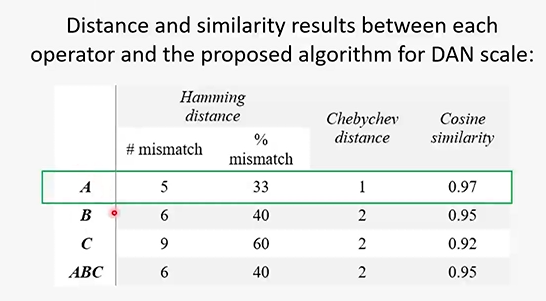 Distance and similarity results between each
operator and the proposed algorithm for DAN scale:
Hamming
distance
Chebychev
distance
Cosine
similarity
# mismatch
%
mismatch
A 5 33 1 0.97
B 6 40 2 0.95
C 9 60 2 0.92
ABC 6 40 2 0.95